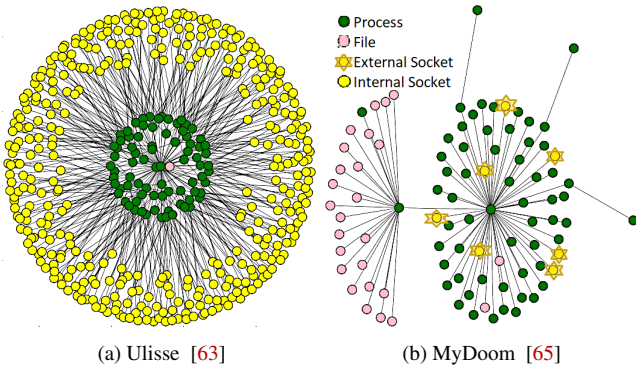 Process
File
External Socket
Internal Socket
(a) Ulisse [63]
(b) MyDoom [65]